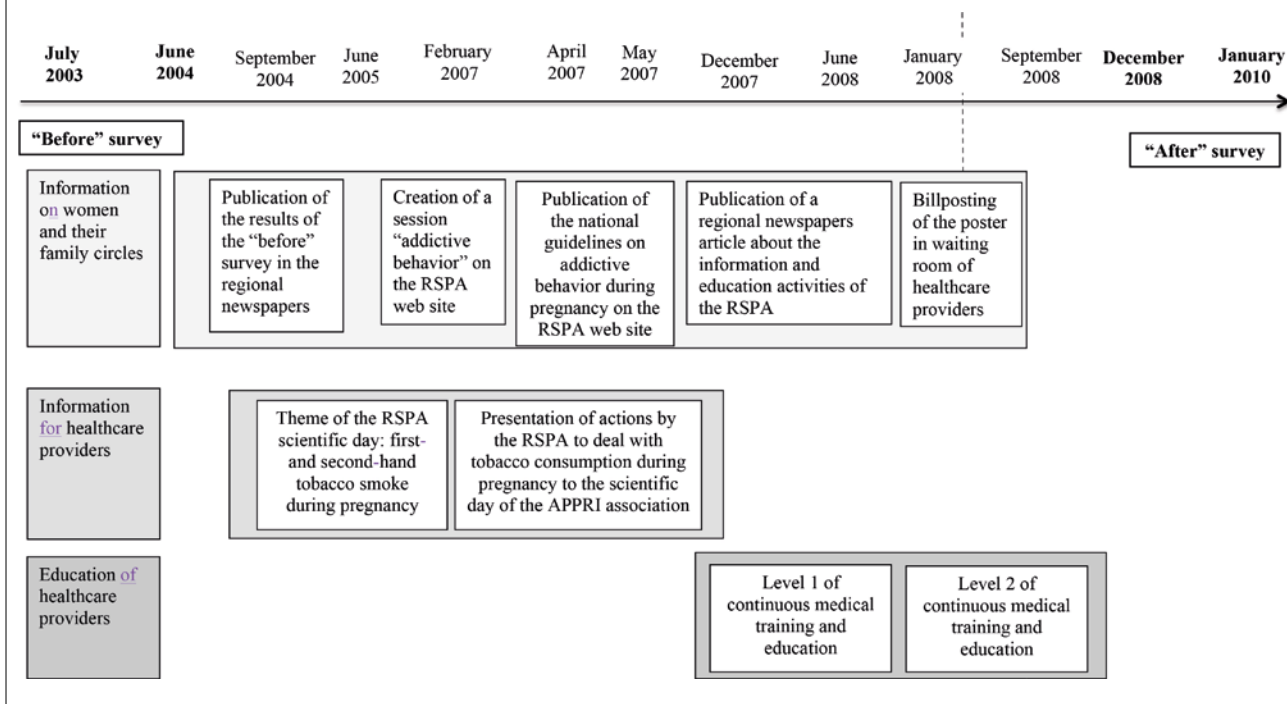 July
2003
June
2004
September
2004
June
2005
February
2007
April
2007
May
2007
December
2007
June
2008
January
2008
September
2008
December
2008
January
2010
“Before” survey
“After” survey
Information
on women
and their
family circles
Publication of
the results of
the “before”
survey in the
regional
newspapers
Creation of a
session
“addictive
behavior” on
the RSPA
web site
Publication of
the national
guidelines on
addictive
behavior during
pregnancy on the
RSPA web site
Publication of a
regional newspapers
article about the
information and
education activities of
the RSPA
Billposting
of the poster
in waiting
room of
healthcare
providers
Information
for healthcare
providers
Theme of the RSPA
scientific day: first-
and second-hand
tobacco smoke
during pregnancy
Presentation of actions by
the RSPA to deal with
tobacco consumption during
pregnancy to the scientific
day of the APPRI association
Education of
healthcare
providers
Level 1 of
continuous medical
training and
education
Level 2 of
continuous medical
training and
education